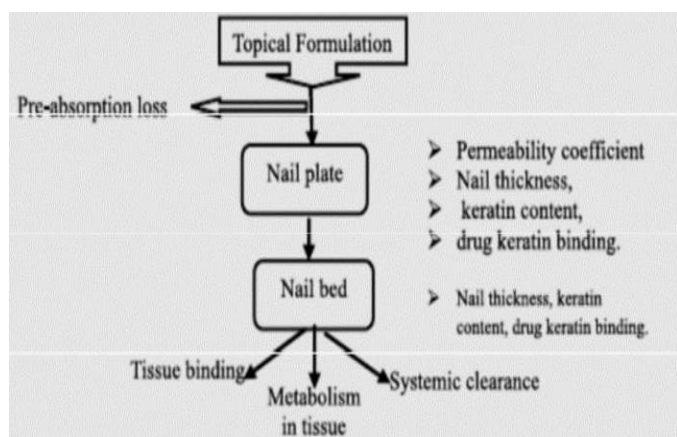 Topical Formulation
Pre-absorption loss
Nail plate
➤ Permeability coefficient
➤ Nail thickness,
➤ keratin content,
➤ drug keratin binding.
Nail bed
➤ Nail thickness, keratin
content, drug keratin binding.
Tissue binding
Metabolism
in tissue
Systemic clearance